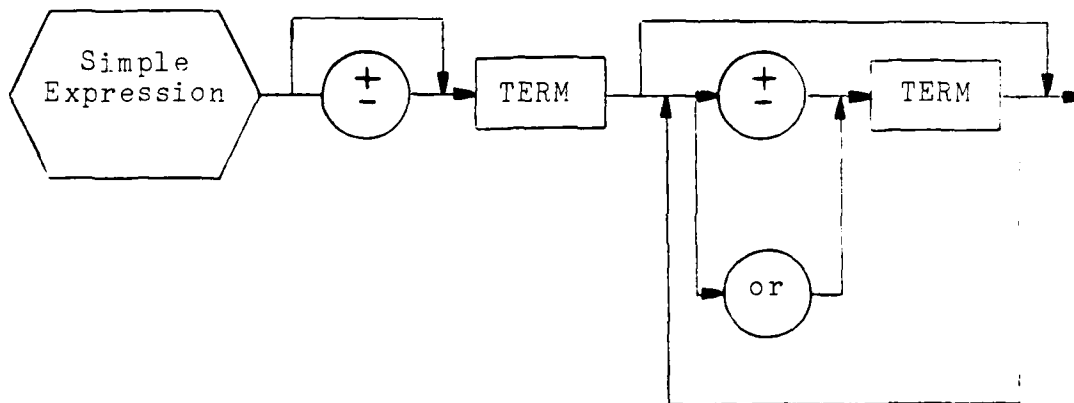 Simple
Expression
+
-
TERM
+
-
TERM
or